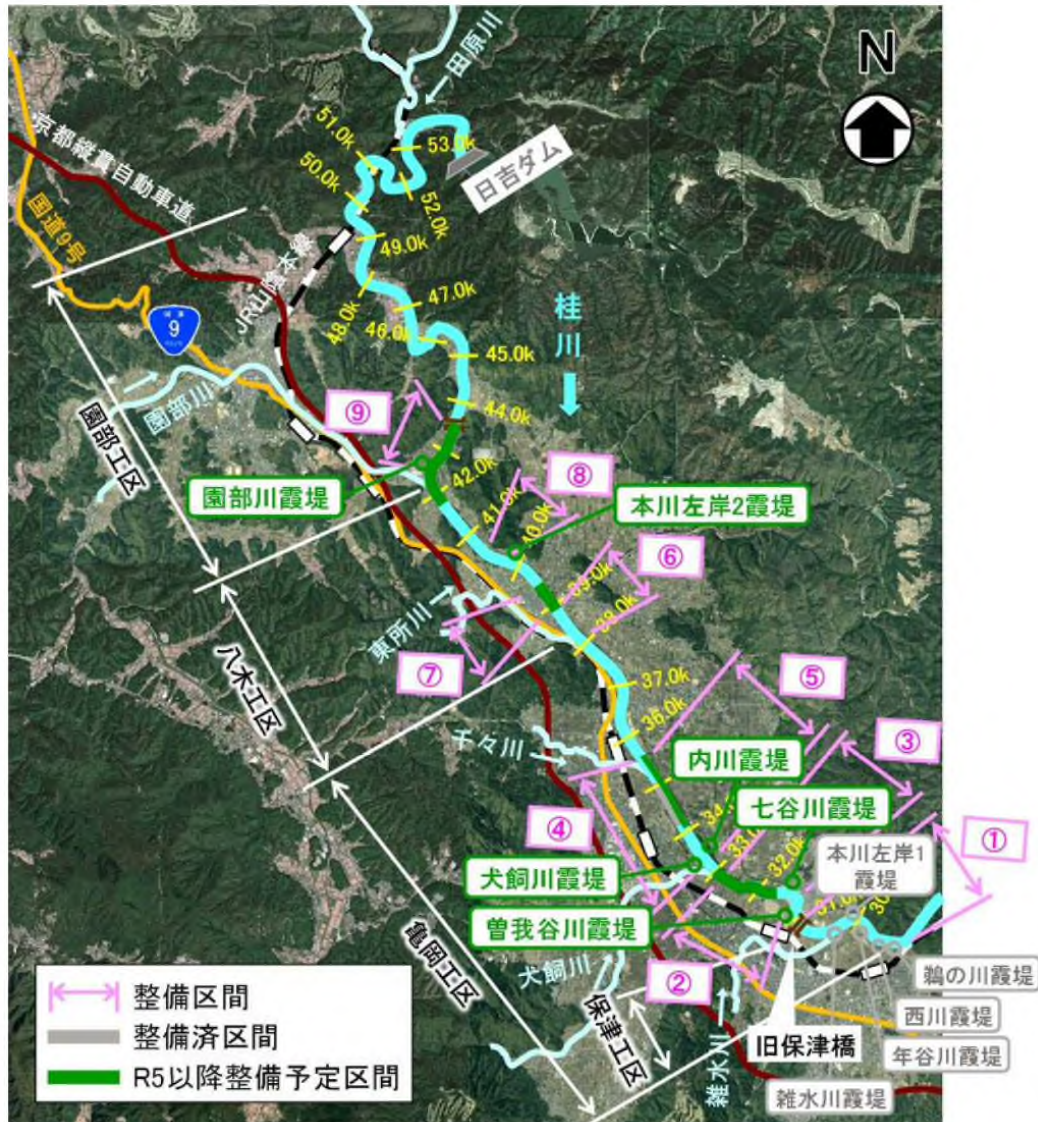 N
田原川
51.0k
53.0k
50.0k
日吉ダム
京都縦貫自動車道
52.0k
国道9号
49.0k
JR山陰本線
48.0k
47.0k
桂川
国道
9
46.0k
45.0k
⑨
44.0k
園部川
園部工区
42.0k
⑧
園部川霞堤
41.0k
40.0k
本川左岸2霞堤
⑥
39.0k
東所川
38.0k
⑦
八木工区
37.0k
⑤
36.0k
千々川
③
内川霞堤
七谷川霞堤
④
33.0k
32.0k
①
本川左岸1
霞堤
犬飼川霞堤
曽我谷川霞堤
犬飼川
②
鵜の川霞堤
亀岡工区
保津工区
西川霞堤
旧保津橋
年谷川霞堤
雑水川
雑水川霞堤
整備区間
整備済区間
R5以降整備予定区間